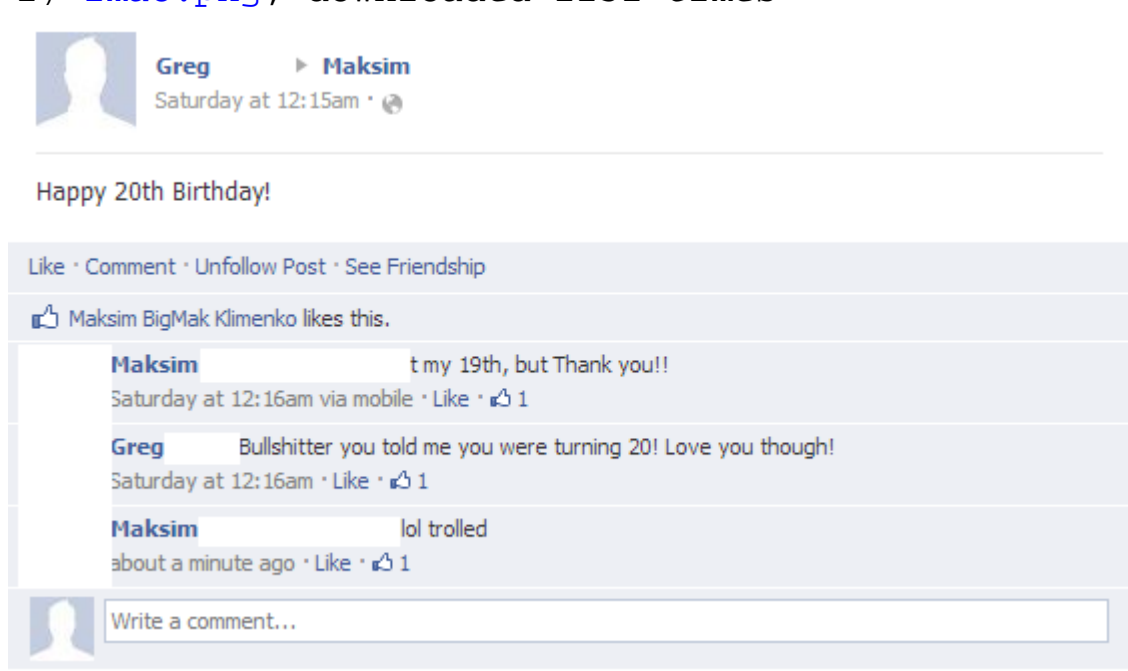 Greg Maksim
Saturday at 12:15am ·
Happy 20th Birthday!
Like · Comment · Unfollow Post · See Friendship
Maksim BigMak Klimenko likes this.
Maksim t my 19th, but Thank you!!
Saturday at 12:16am via mobile · Like · 1
Greg Bullshitter you told me you were turning 20! Love you though!
Saturday at 12:16am · Like · 1
Maksim lol trolled
about a minute ago · Like · 1
Write a comment...